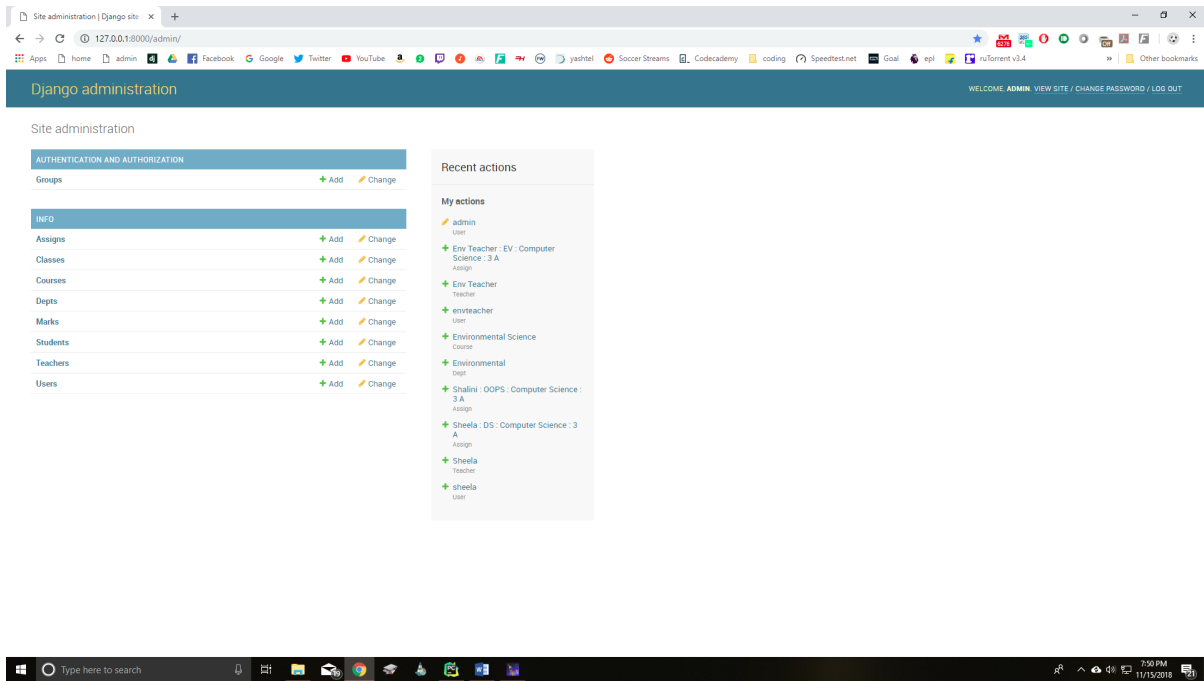 Site administration | Django site
127.0.0.1:8000/admin/
Apps home admin dj Facebook Google Twitter YouTube yashtel Soccer Streams Codecademy coding Speedtest.net Goal epl ruTorrent v3.4 » Other bookmarks
Django administration
WELCOME, ADMIN. VIEW SITE / CHANGE PASSWORD / LOG OUT
Site administration
AUTHENTICATION AND AUTHORIZATION
Groups Add Change
INFO
Assigns Add Change
Classes Add Change
Courses Add Change
Depts Add Change
Marks Add Change
Students Add Change
Teachers Add Change
Users Add Change
Recent actions
My actions
admin
User
Env Teacher : EV : Computer
Science : 3 A
Assign
Env Teacher
Teacher
envteacher
User
Environmental Science
Course
Environmental
Dept
Shalini : OOPS : Computer Science :
3 A
Assign
Sheela : DS : Computer Science : 3
A
Assign
Sheela
Teacher
sheela
User
Type here to search
7:50 PM
11/15/2018